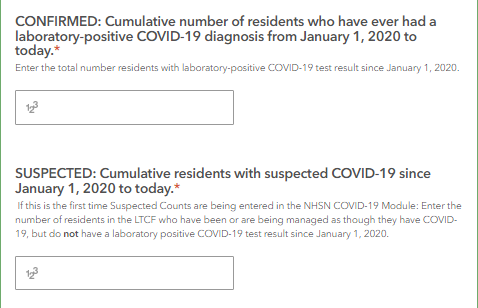 CONFIRMED: Cumulative number of residents who have ever had a
laboratory-positive COVID-19 diagnosis from January 1, 2020 to
today.*
Enter the total number residents with laboratory-positive COVID-19 test result since January 1, 2020.
123
SUSPECTED: Cumulative residents with suspected COVID-19 since
January 1, 2020 to today.*
If this is the first time Suspected Counts are being entered in the NHSN COVID-19 Module: Enter the
number of residents in the LTCF who have been or are being managed as though they have COVID-
19, but do not have a laboratory positive COVID-19 test result since January 1, 2020.
123